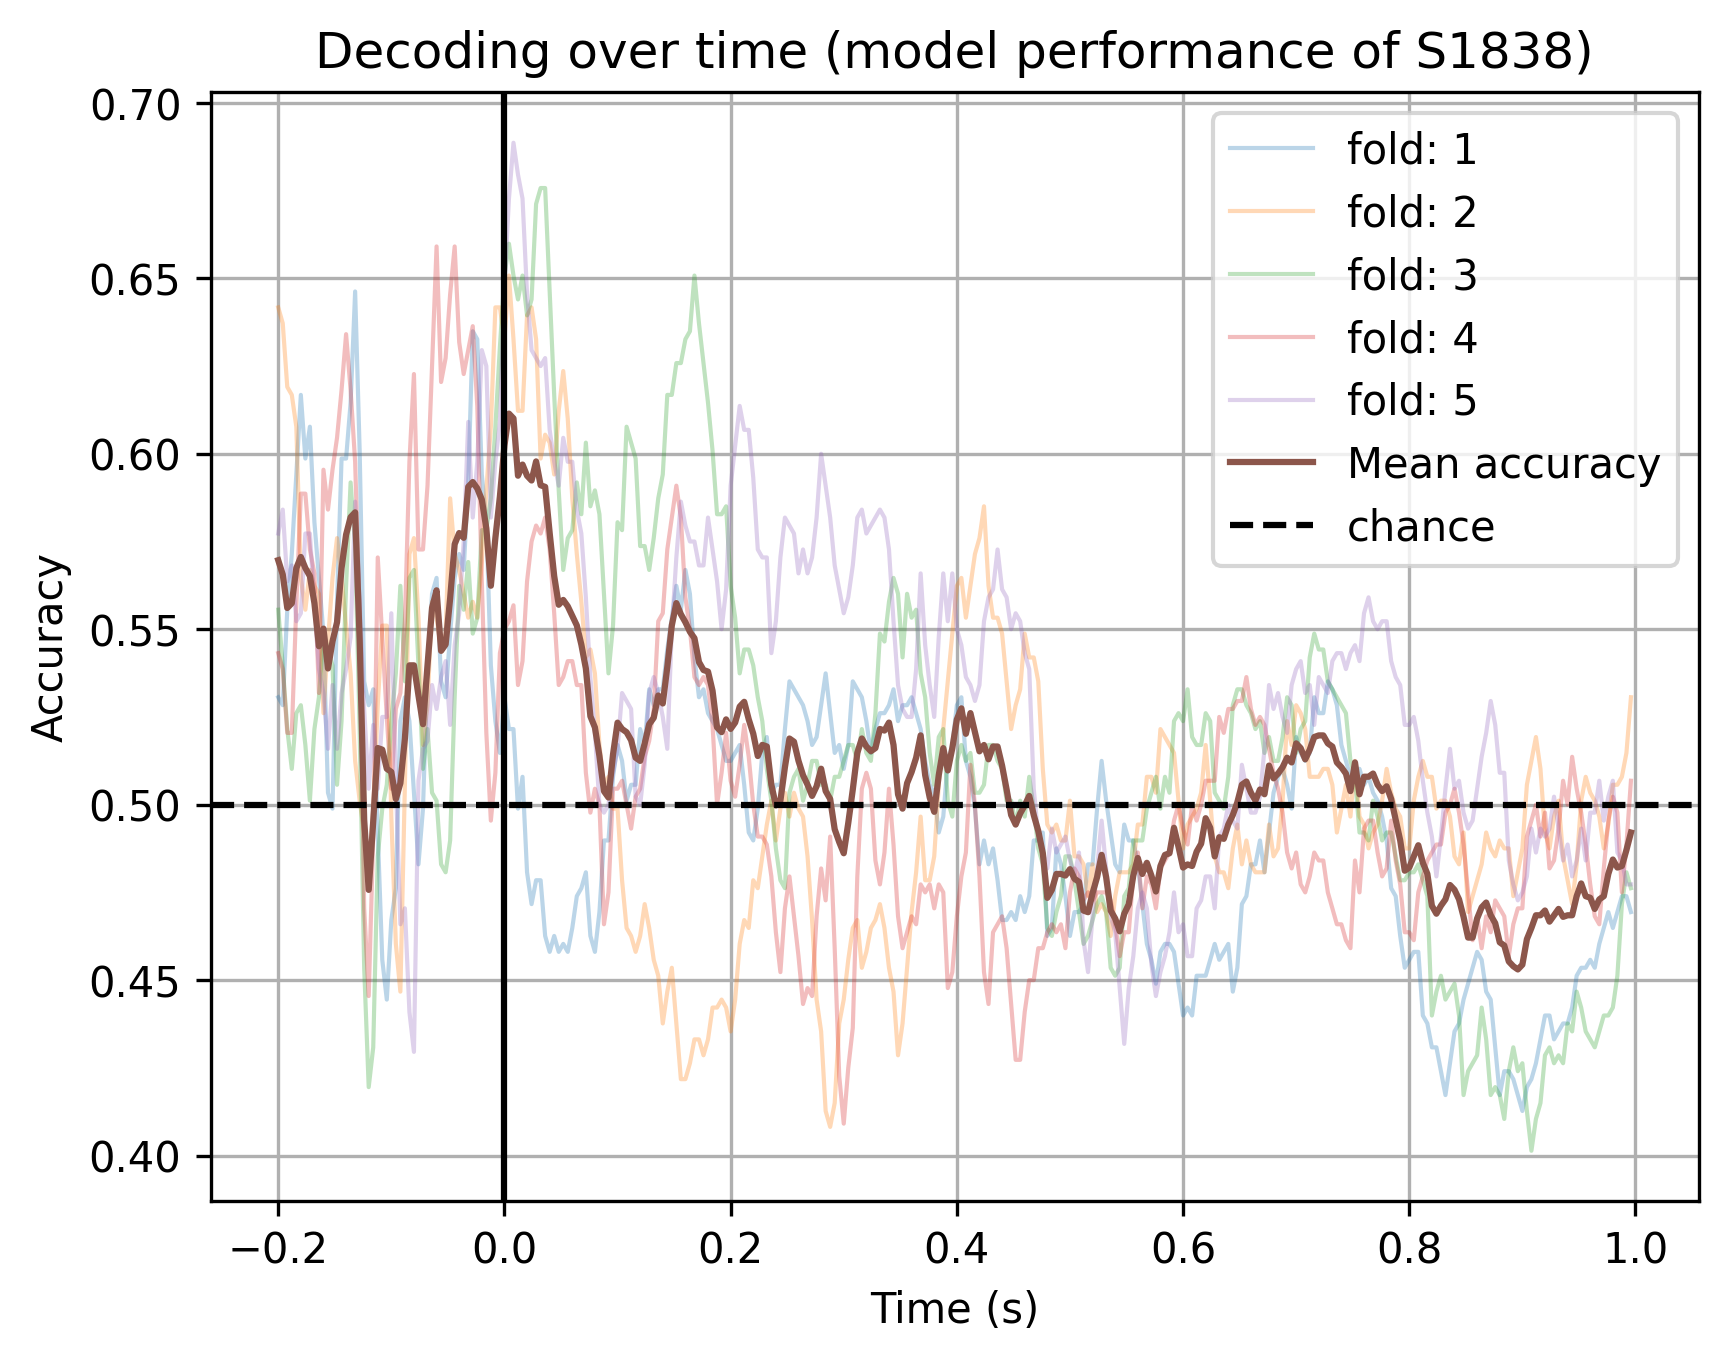 Decoding over time (model performance of S1838)
0.70
0.65
0.60
0.55
0.50
0.45
0.40
Accuracy
fold: 1
fold: 2
fold: 3
fold: 4
fold: 5
Mean accuracy
chance
−0.2 0.0 0.2 0.4 0.6 0.8 1.0
Time (s)